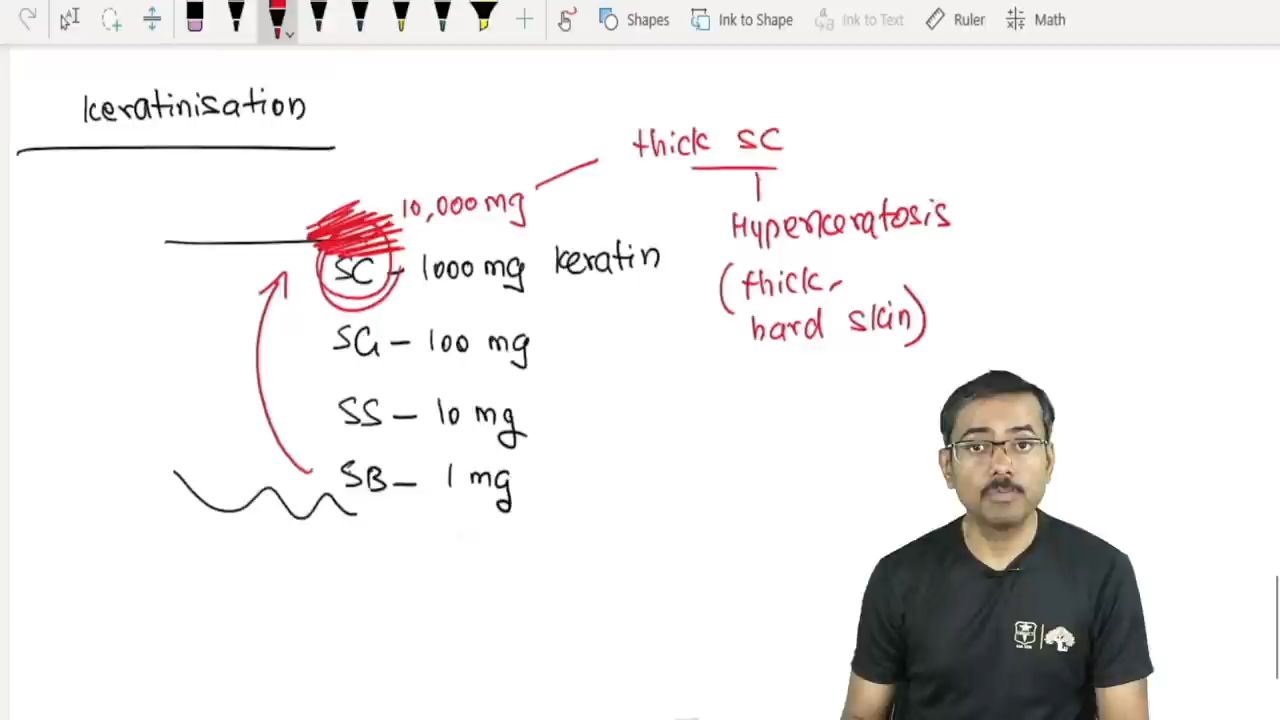 Shapes
Ink to Shape
Ink to Text
Ruler
Math
keratinisation
thick SC
10,000 mg
Hyperkeratosis
SC - 1000 mg keratin
(thick,
hard skin)
SG - 100 mg
SS - 10 mg
SB - 1 mg